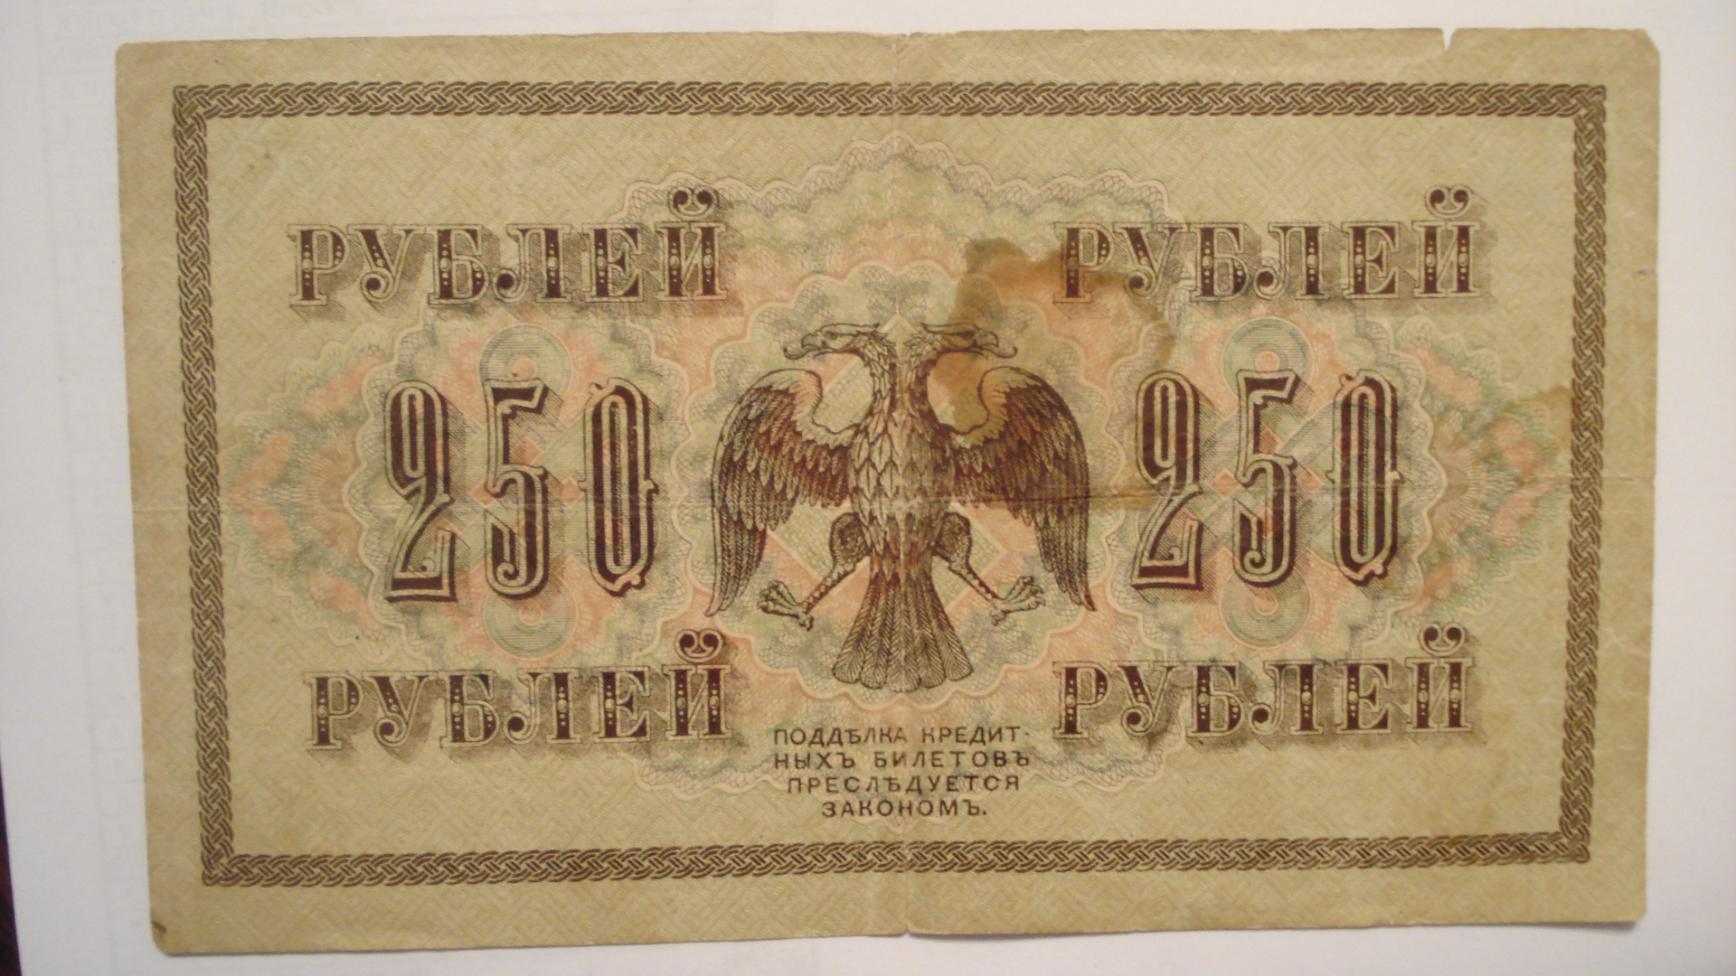 РУБЛЕЙ РУБЛЕЙ
250 250
РУБЛЕЙ РУБЛЕЙ
ПОДДѢЛКА КРЕДИТ-
НЫХЪ БИЛЕТОВЪ
ПРЕСЛѢДУЕТСЯ
ЗАКОНОМЪ.